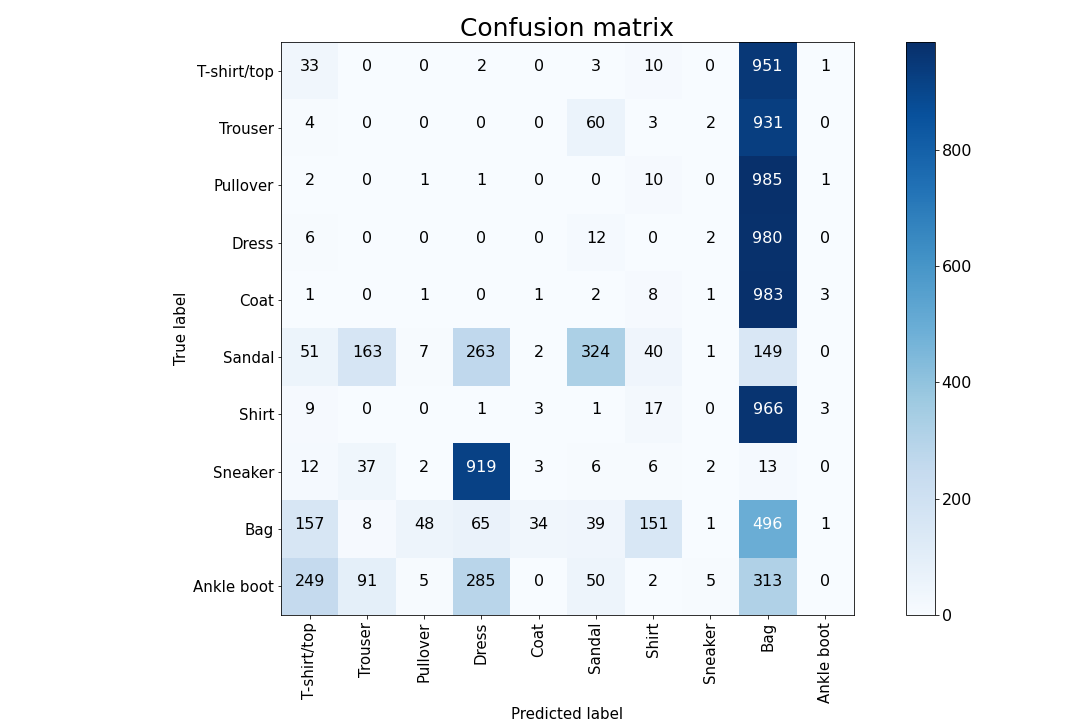 Confusion matrix
T-shirt/top 33 0 0 2 0 3 10 0 951 1
Trouser 4 0 0 0 0 60 3 2 931 0
Pullover 2 0 1 1 0 0 10 0 985 1
Dress 6 0 0 0 0 12 0 2 980 0
Coat 1 0 1 0 1 2 8 1 983 3
Sandal 51 163 7 263 2 324 40 1 149 0
Shirt 9 0 0 1 3 1 17 0 966 3
Sneaker 12 37 2 919 3 6 6 2 13 0
Bag 157 8 48 65 34 39 151 1 496 1
Ankle boot 249 91 5 285 0 50 2 5 313 0
True label
T-shirt/top
Trouser
Pullover
Dress
Coat
Sandal
Shirt
Sneaker
Bag
Ankle boot
Predicted label
800
600
400
200
0